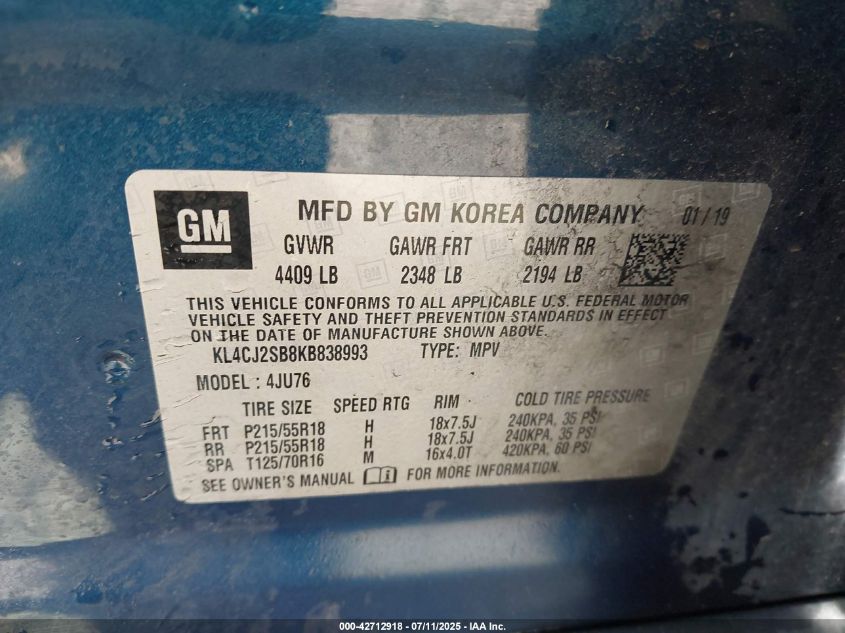 GM
MFD BY GM KOREA COMPANY 01/19
GVWR GAWR FRT GAWR RR
4409 LB 2348 LB 2194 LB
THIS VEHICLE CONFORMS TO ALL APPLICABLE U.S. FEDERAL MOTOR
VEHICLE SAFETY AND THEFT PREVENTION STANDARDS IN EFFECT
ON THE DATE OF MANUFACTURE SHOWN ABOVE.
KL4CJ2SB8KB838993 TYPE: MPV
MODEL : 4JU76
TIRE SIZE SPEED RTG RIM COLD TIRE PRESSURE
FRT P215/55R18 H 18x7.5J 240KPA, 35 PSI
RR P215/55R18 H 18x7.5J 240KPA, 35 PSI
SPA T125/70R16 M 16x4.0T 420KPA, 60 PSI
SEE OWNER'S MANUAL FOR MORE INFORMATION
000-42712918 - 07/11/2025 - IAA Inc.